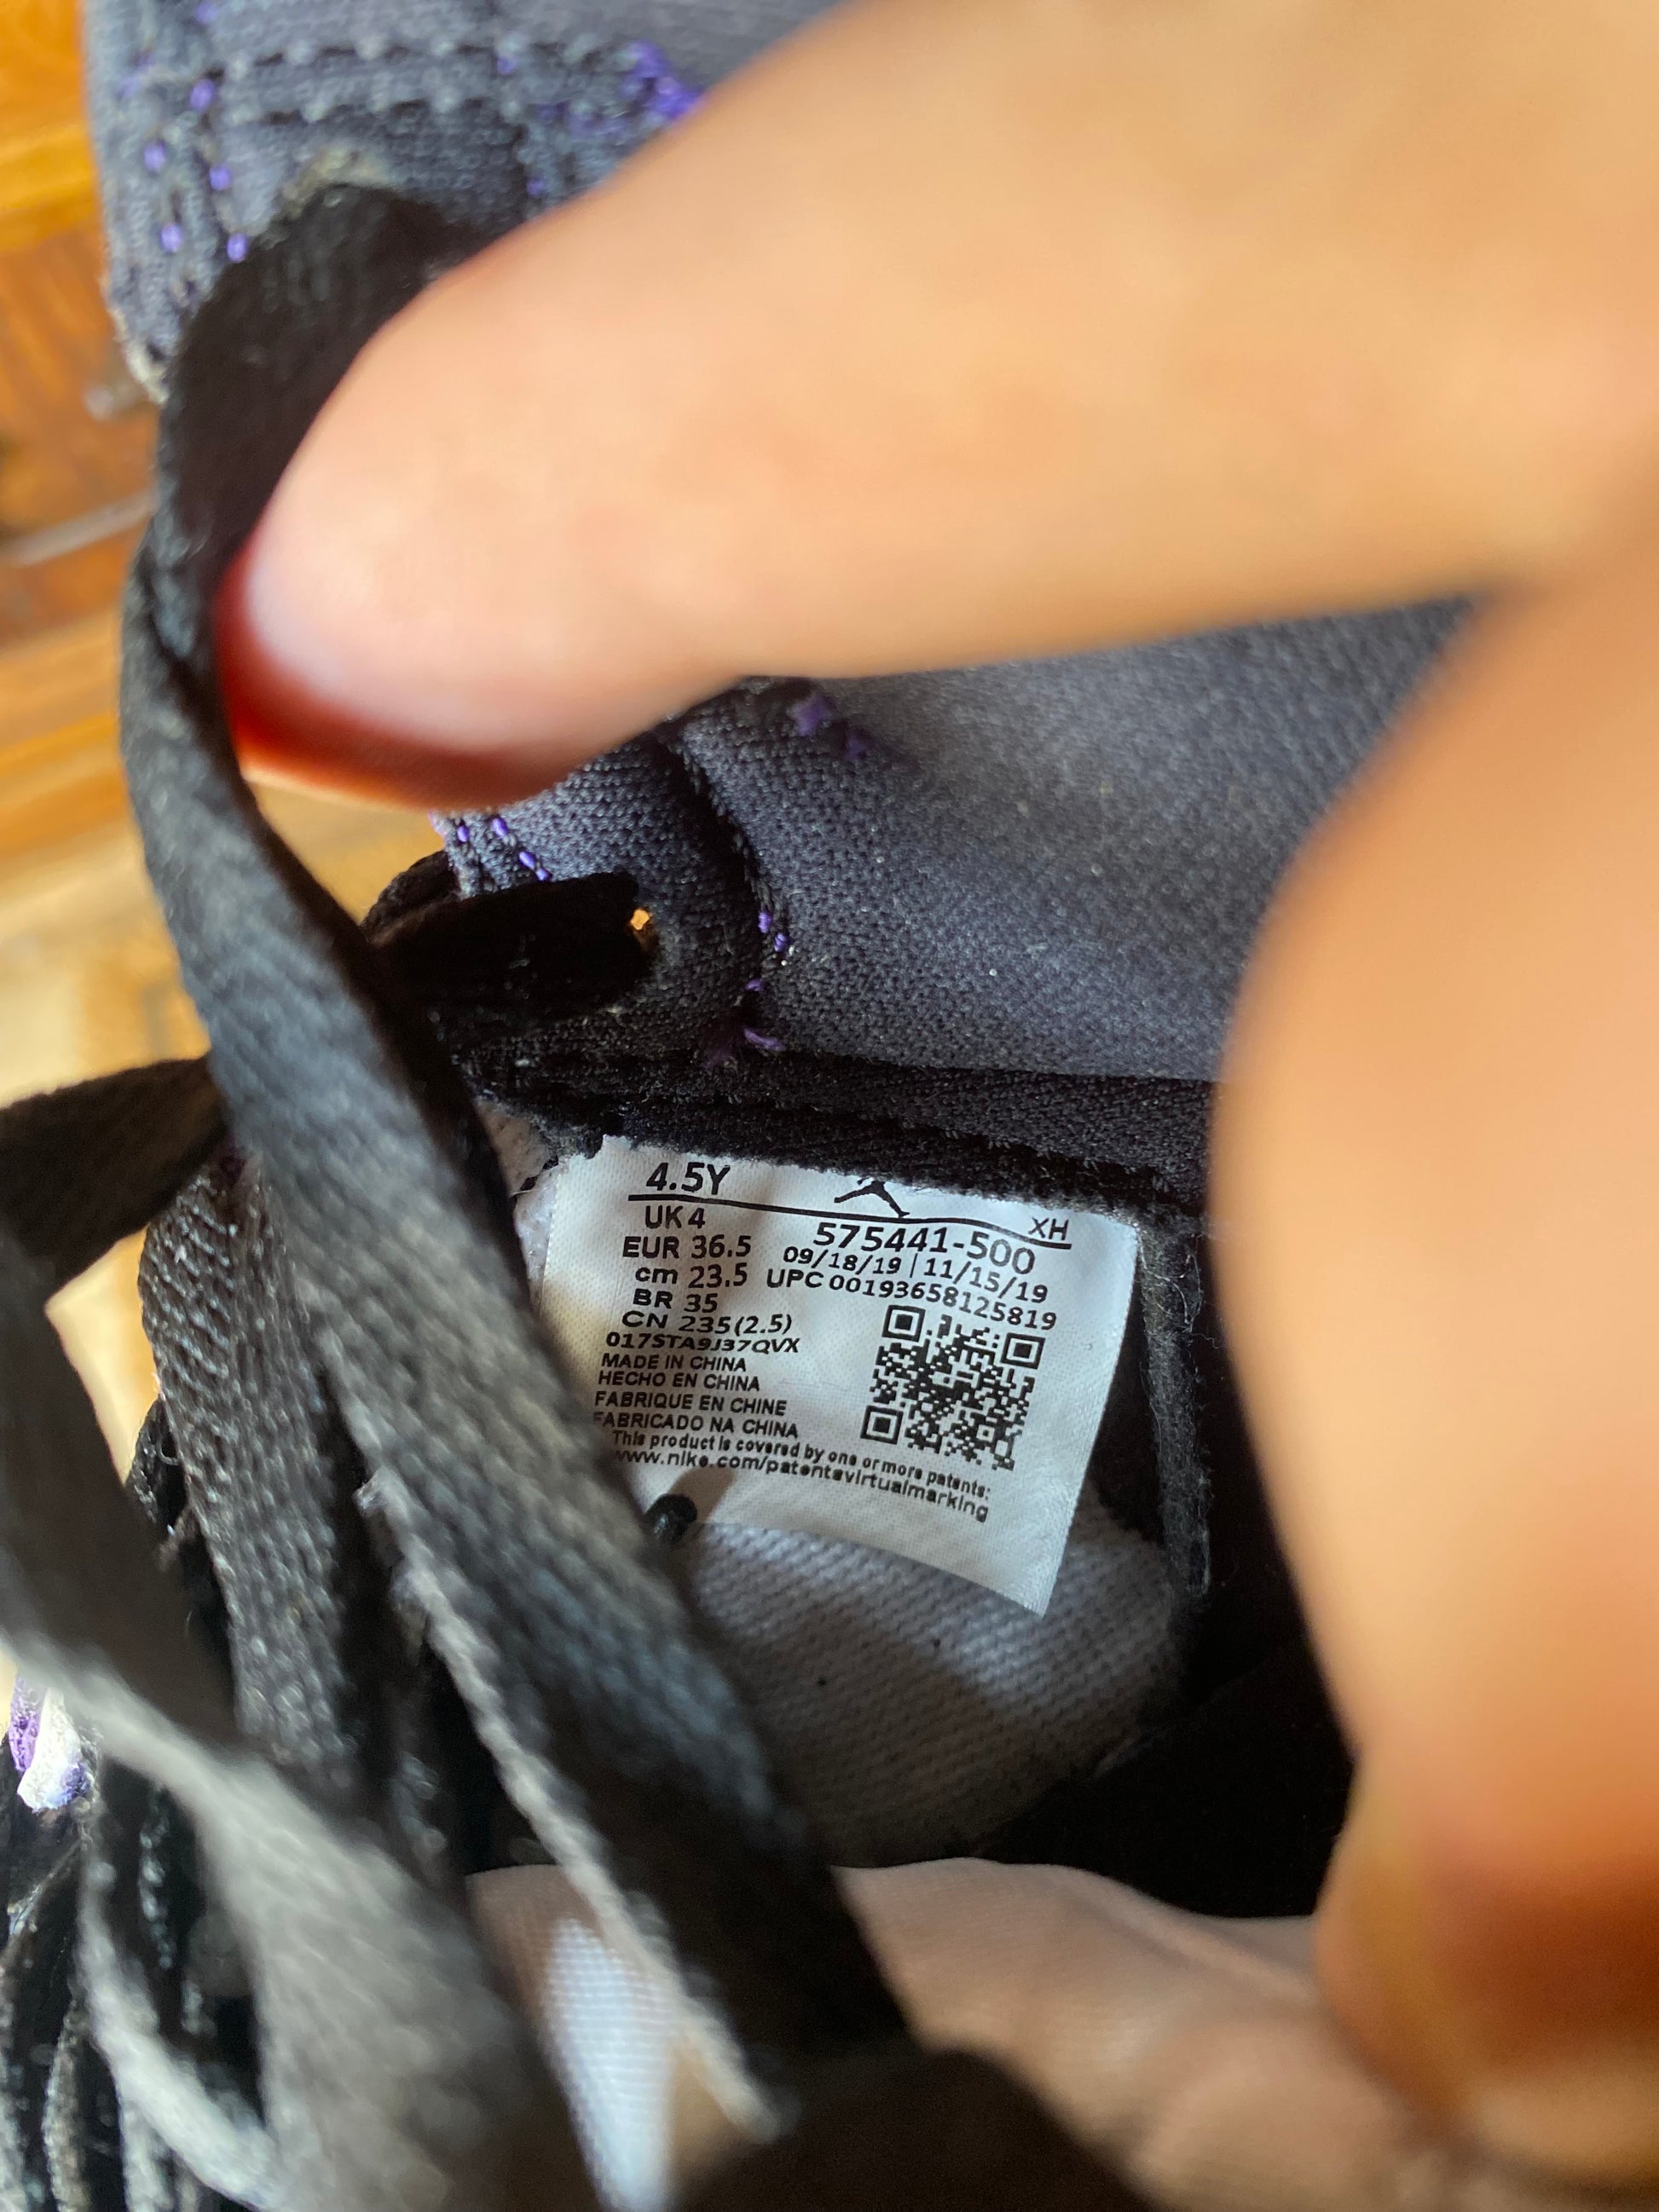 4.5Y
XH
UK 4
EUR 36.5
cm 23.5
BR 35
CN 235(2.5)
575441-500
09/18/19 | 11/15/19
UPC 00193658125819
017STA9J37QVX
MADE IN CHINA
HECHO EN CHINA
FABRIQUE EN CHINE
FABRICADO NA CHINA
This product is covered by one or more patents:
www.nike.com/patentsvirtualmarking